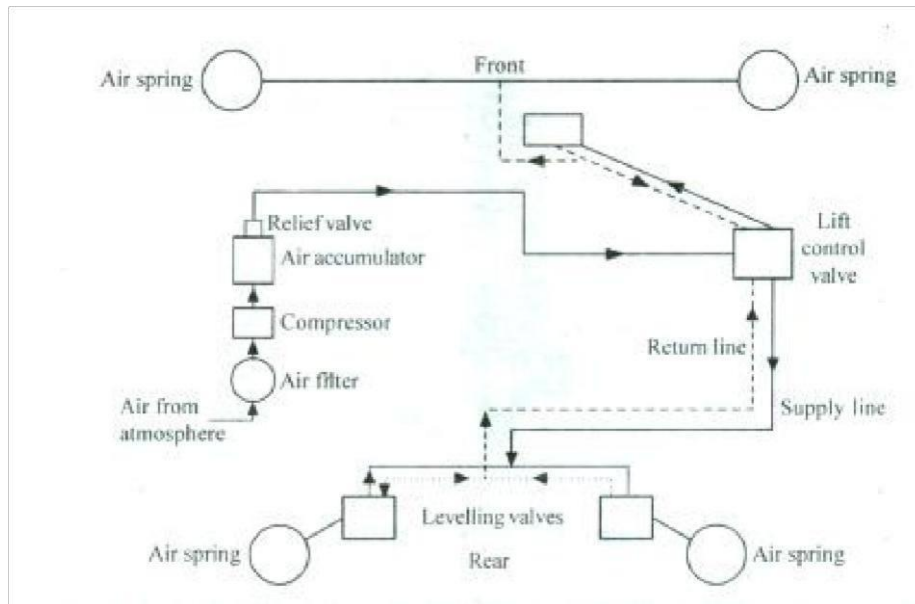 Air spring
Front
Air spring
Relief valve
Air accumulator
Compressor
Air filter
Air from
atmosphere
Lift
control
valve
Return line
Supply line
Levelling valves
Air spring
Rear
Air spring